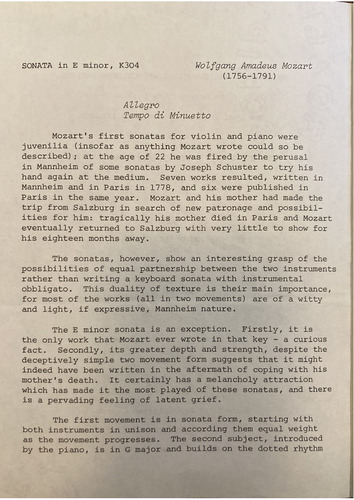 SONATA in E minor, K304 Wolfgang Amadeus Mozart
(1756-1791)
Allegro
Tempo di Minuetto
Mozart's first sonatas for violin and piano were
juvenilia (insofar as anything Mozart wrote could so be
described); at the age of 22 he was fired by the perusal
in Mannheim of some sonatas by Joseph Schuster to try his
hand again at the medium. Seven works resulted, written in
Mannheim and in Paris in 1778, and six were published in
Paris in the same year. Mozart and his mother had made the
trip from Salzburg in search of new patronage and possibil-
ities for him: tragically his mother died in Paris and Mozart
eventually returned to Salzburg with very little to show for
his eighteen months away.
The sonatas, however, show an interesting grasp of the
possibilities of equal partnership between the two instruments
rather than writing a keyboard sonata with instrumental
obbligato. This duality of texture is their main importance,
for most of the works (all in two movements) are of a witty
and light, if expressive, Mannheim nature.
The E minor sonata is an exception. Firstly, it is
the only work that Mozart ever wrote in that key - a curious
fact. Secondly, its greater depth and strength, despite the
deceptively simple two movement form suggests that it might
indeed have been written in the aftermath of coping with his
mother's death. It certainly has a melancholy attraction
which has made it the most played of these sonatas, and there
is a pervading feeling of latent grief.
The first movement is in sonata form, starting with
both instruments in unison and according them equal weight
as the movement progresses. The second subject, introduced
by the piano, is in G major and builds on the dotted rhythm